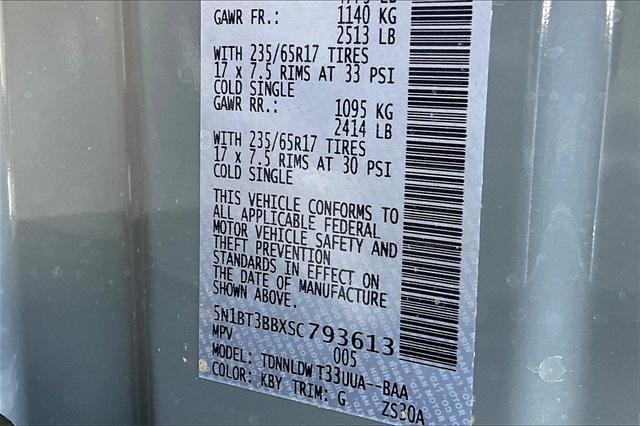 GAWR FR.: 1140 KG
2513 LB
WITH 235/65R17 TIRES
17 x 7.5 RIMS AT 33 PSI
COLD SINGLE
GAWR RR.: 1095 KG
2414 LB
WITH 235/65R17 TIRES
17 x 7.5 RIMS AT 30 PSI
COLD SINGLE
THIS VEHICLE CONFORMS TO
ALL APPLICABLE FEDERAL
MOTOR VEHICLE SAFETY AND
THEFT PREVENTION
STANDARDS IN EFFECT ON
THE DATE OF MANUFACTURE
SHOWN ABOVE.
5N1BT3BBXSC793613
MPV 005
MODEL: TDNNLDWT33UUA--BAA
COLOR: KBY TRIM: G ZS30A